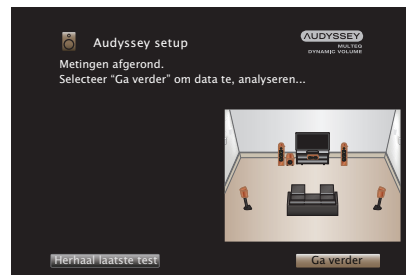 Audyssey setup
AUDYSSEY
MULTEQ
DYNAMIC VOLUME
Metingen afgerond.
Selecteer “Ga verder” om data te, analyseren...
Herhaal laatste test
Ga verder